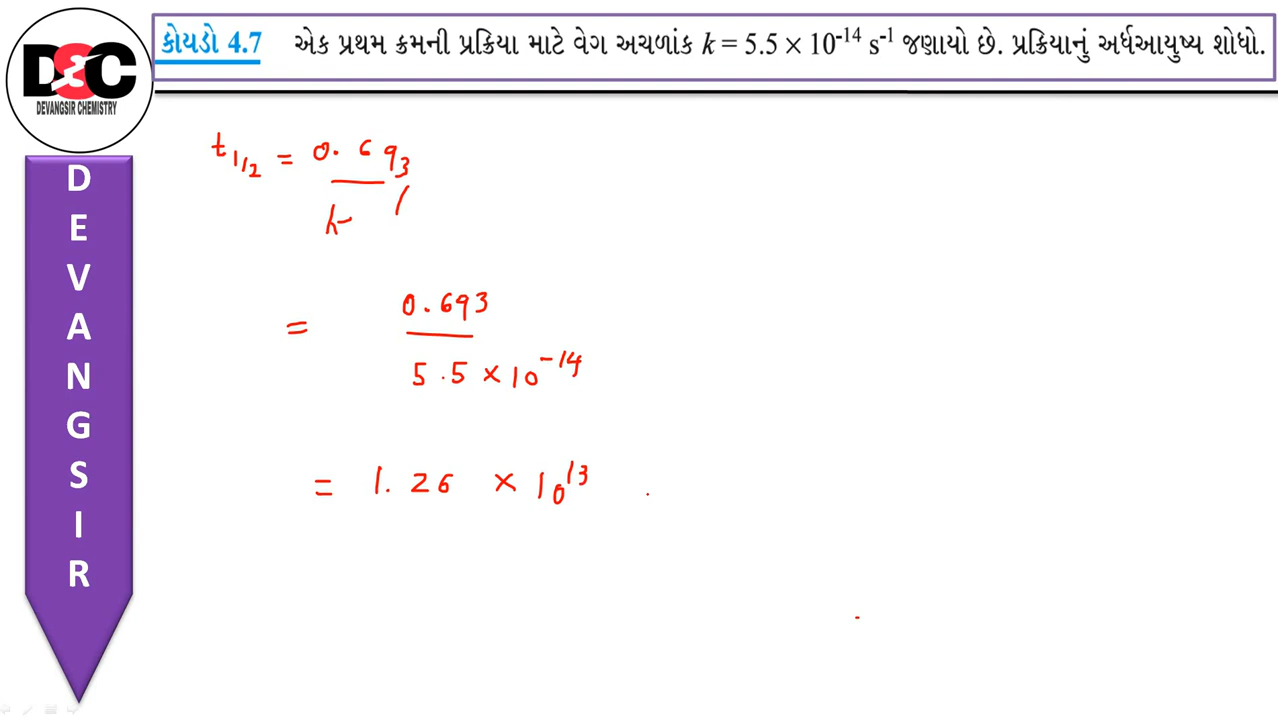 DSC
DEVANGSIR CHEMISTRY
કોયડો 4.7 એક પ્રથમ ક્રમની પ્રક્રિયા માટે વેગ અચળાંક k = 5.5 × 10⁻¹⁴ s⁻¹ જણાયો છે. પ્રક્રિયાનું અર્ધઆયુષ્ય શોધો.
D
E
V
A
N
G
S
I
R
t1/2 = 0.693
k
= 0.693
5.5 × 10⁻¹⁴
= 1.26 × 10¹³